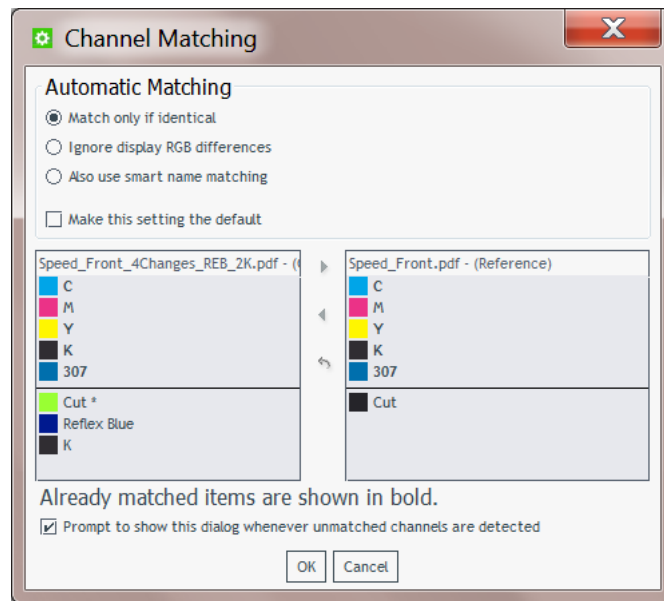 Channel Matching
Automatic Matching
Match only if identical
Ignore display RGB differences
Also use smart name matching
Make this setting the default
Speed_Front_4Changes_REB_2K.pdf - (
C
M
Y
K
307
Cut *
Reflex Blue
K
Speed_Front.pdf - (Reference)
C
M
Y
K
307
Cut
Already matched items are shown in bold.
Prompt to show this dialog whenever unmatched channels are detected
OK
Cancel